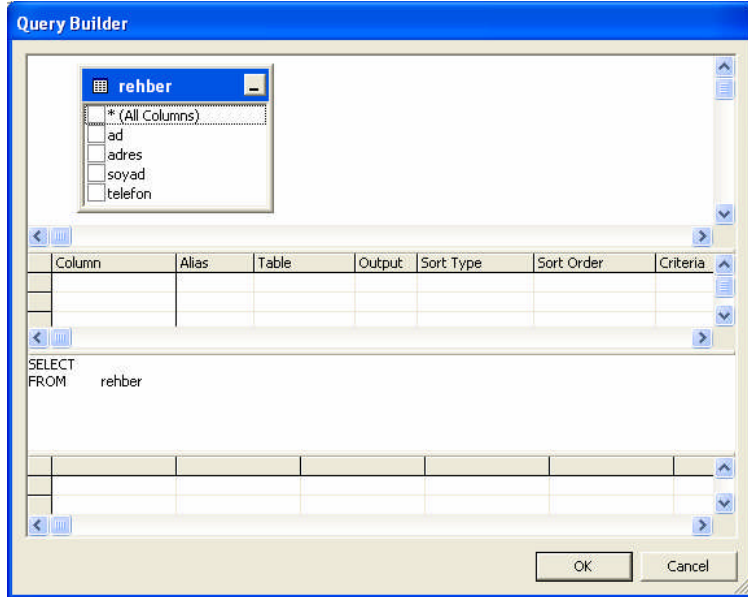 Query Builder
rehber
* (All Columns)
ad
adres
soyad
telefon
Column Alias Table Output Sort Type Sort Order Criteria
SELECT
FROM rehber
OK Cancel